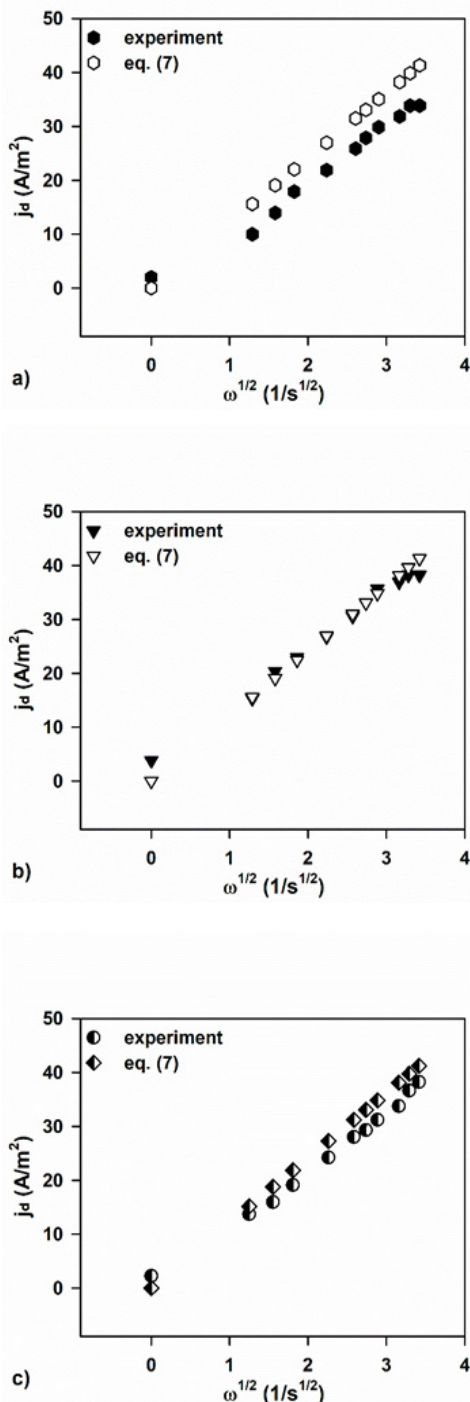 50
experiment
eq. (7)
40
30
20
10
0
jd (A/m²)
0 1 2 3 4
a)
ω1/2 (1/s1/2)
50
experiment
eq. (7)
40
30
20
10
0
jd (A/m²)
0 1 2 3 4
b)
ω1/2 (1/s1/2)
50
experiment
eq. (7)
40
30
20
10
0
jd (A/m²)
0 1 2 3 4
c)
ω1/2 (1/s1/2)